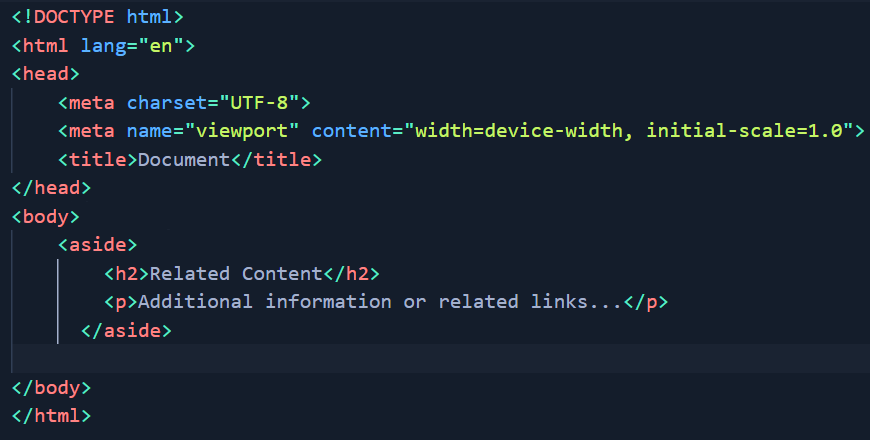 <!DOCTYPE html>
<html lang="en">
<head>
    <meta charset="UTF-8">
    <meta name="viewport" content="width=device-width, initial-scale=1.0">
    <title>Document</title>
</head>
<body>
    <aside>
        <h2>Related Content</h2>
        <p>Additional information or related links...</p>
      </aside>

</body>
</html>